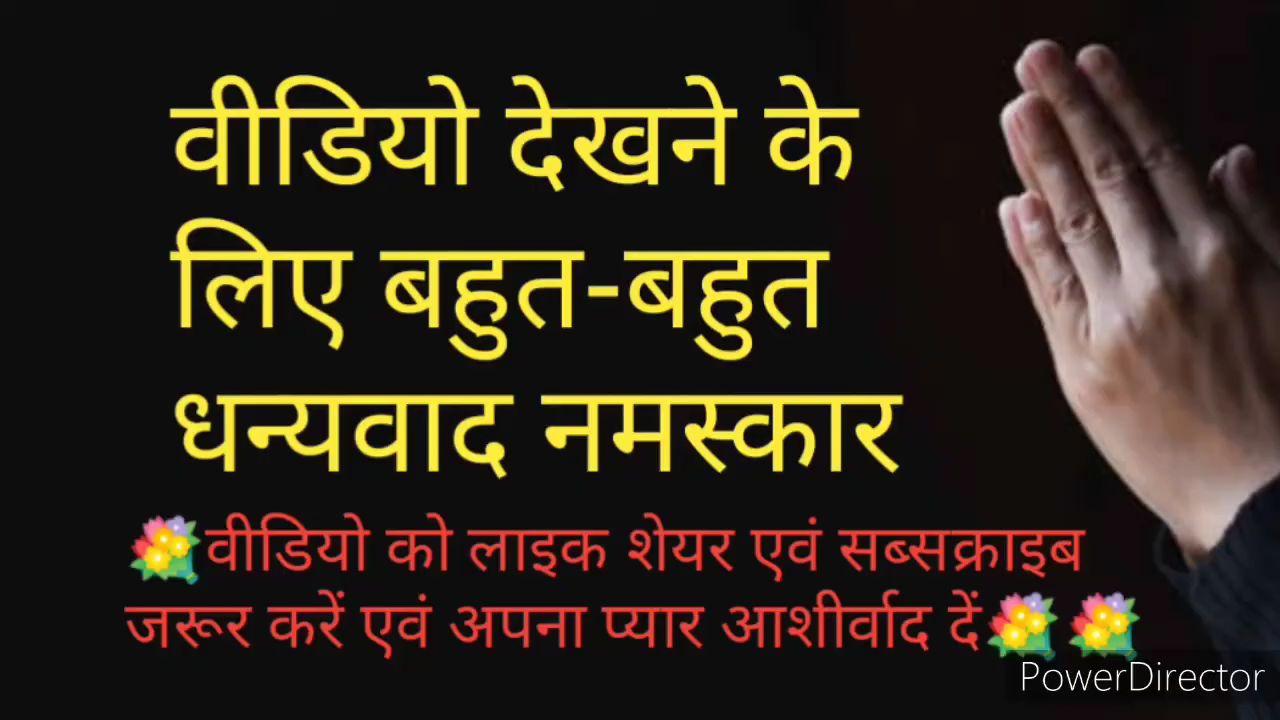 वीडियो देखने के
लिए बहुत-बहुत
धन्यवाद नमस्कार
💐वीडियो को लाइक शेयर एवं सब्सक्राइब
जरूर करें एवं अपना प्यार आशीर्वाद दें💐💐
PowerDirector